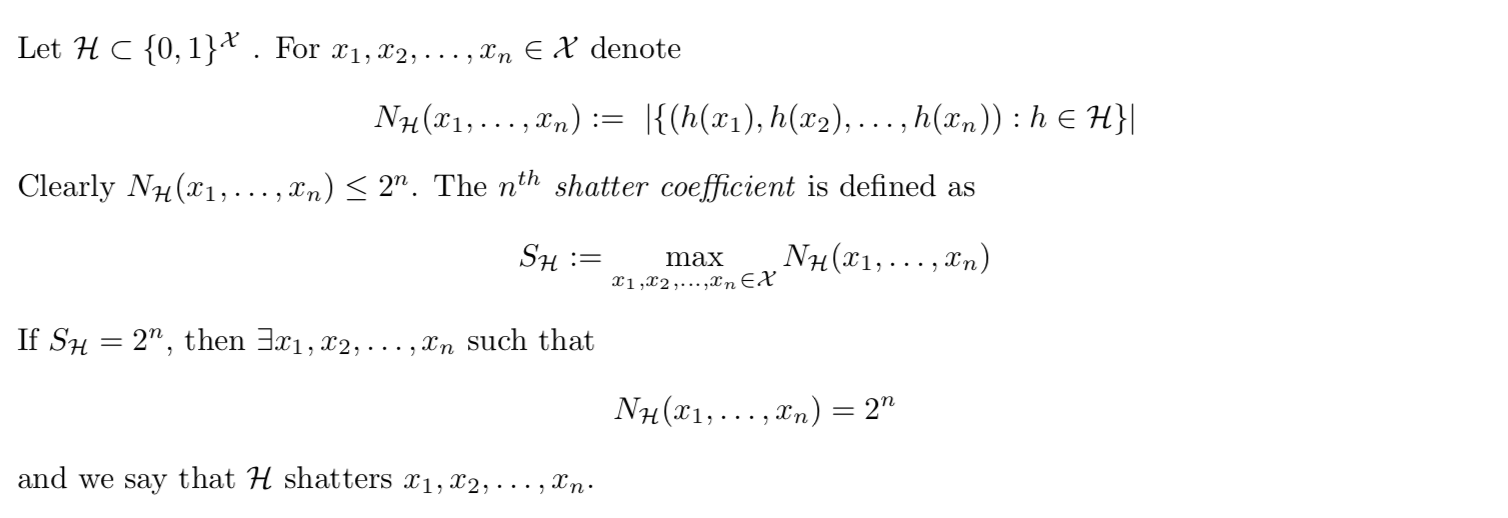 Let $\mathcal{H} \subset \{0,1\}^{\mathcal{X}}$ . For $x_1, x_2, \ldots, x_n \in \mathcal{X}$ denote
$N_{\mathcal{H}}(x_1, \ldots, x_n) := |\{(h(x_1), h(x_2), \ldots, h(x_n)) : h \in \mathcal{H}\}|$
Clearly $N_{\mathcal{H}}(x_1, \ldots, x_n) \leq 2^n$. The $n^{th}$ shatter coefficient is defined as
$S_{\mathcal{H}} := \max_{x_1, x_2, \ldots, x_n \in \mathcal{X}} N_{\mathcal{H}}(x_1, \ldots, x_n)$
If $S_{\mathcal{H}} = 2^n$, then $\exists x_1, x_2, \ldots, x_n$ such that
$N_{\mathcal{H}}(x_1, \ldots, x_n) = 2^n$
and we say that $\mathcal{H}$ shatters $x_1, x_2, \ldots, x_n$.